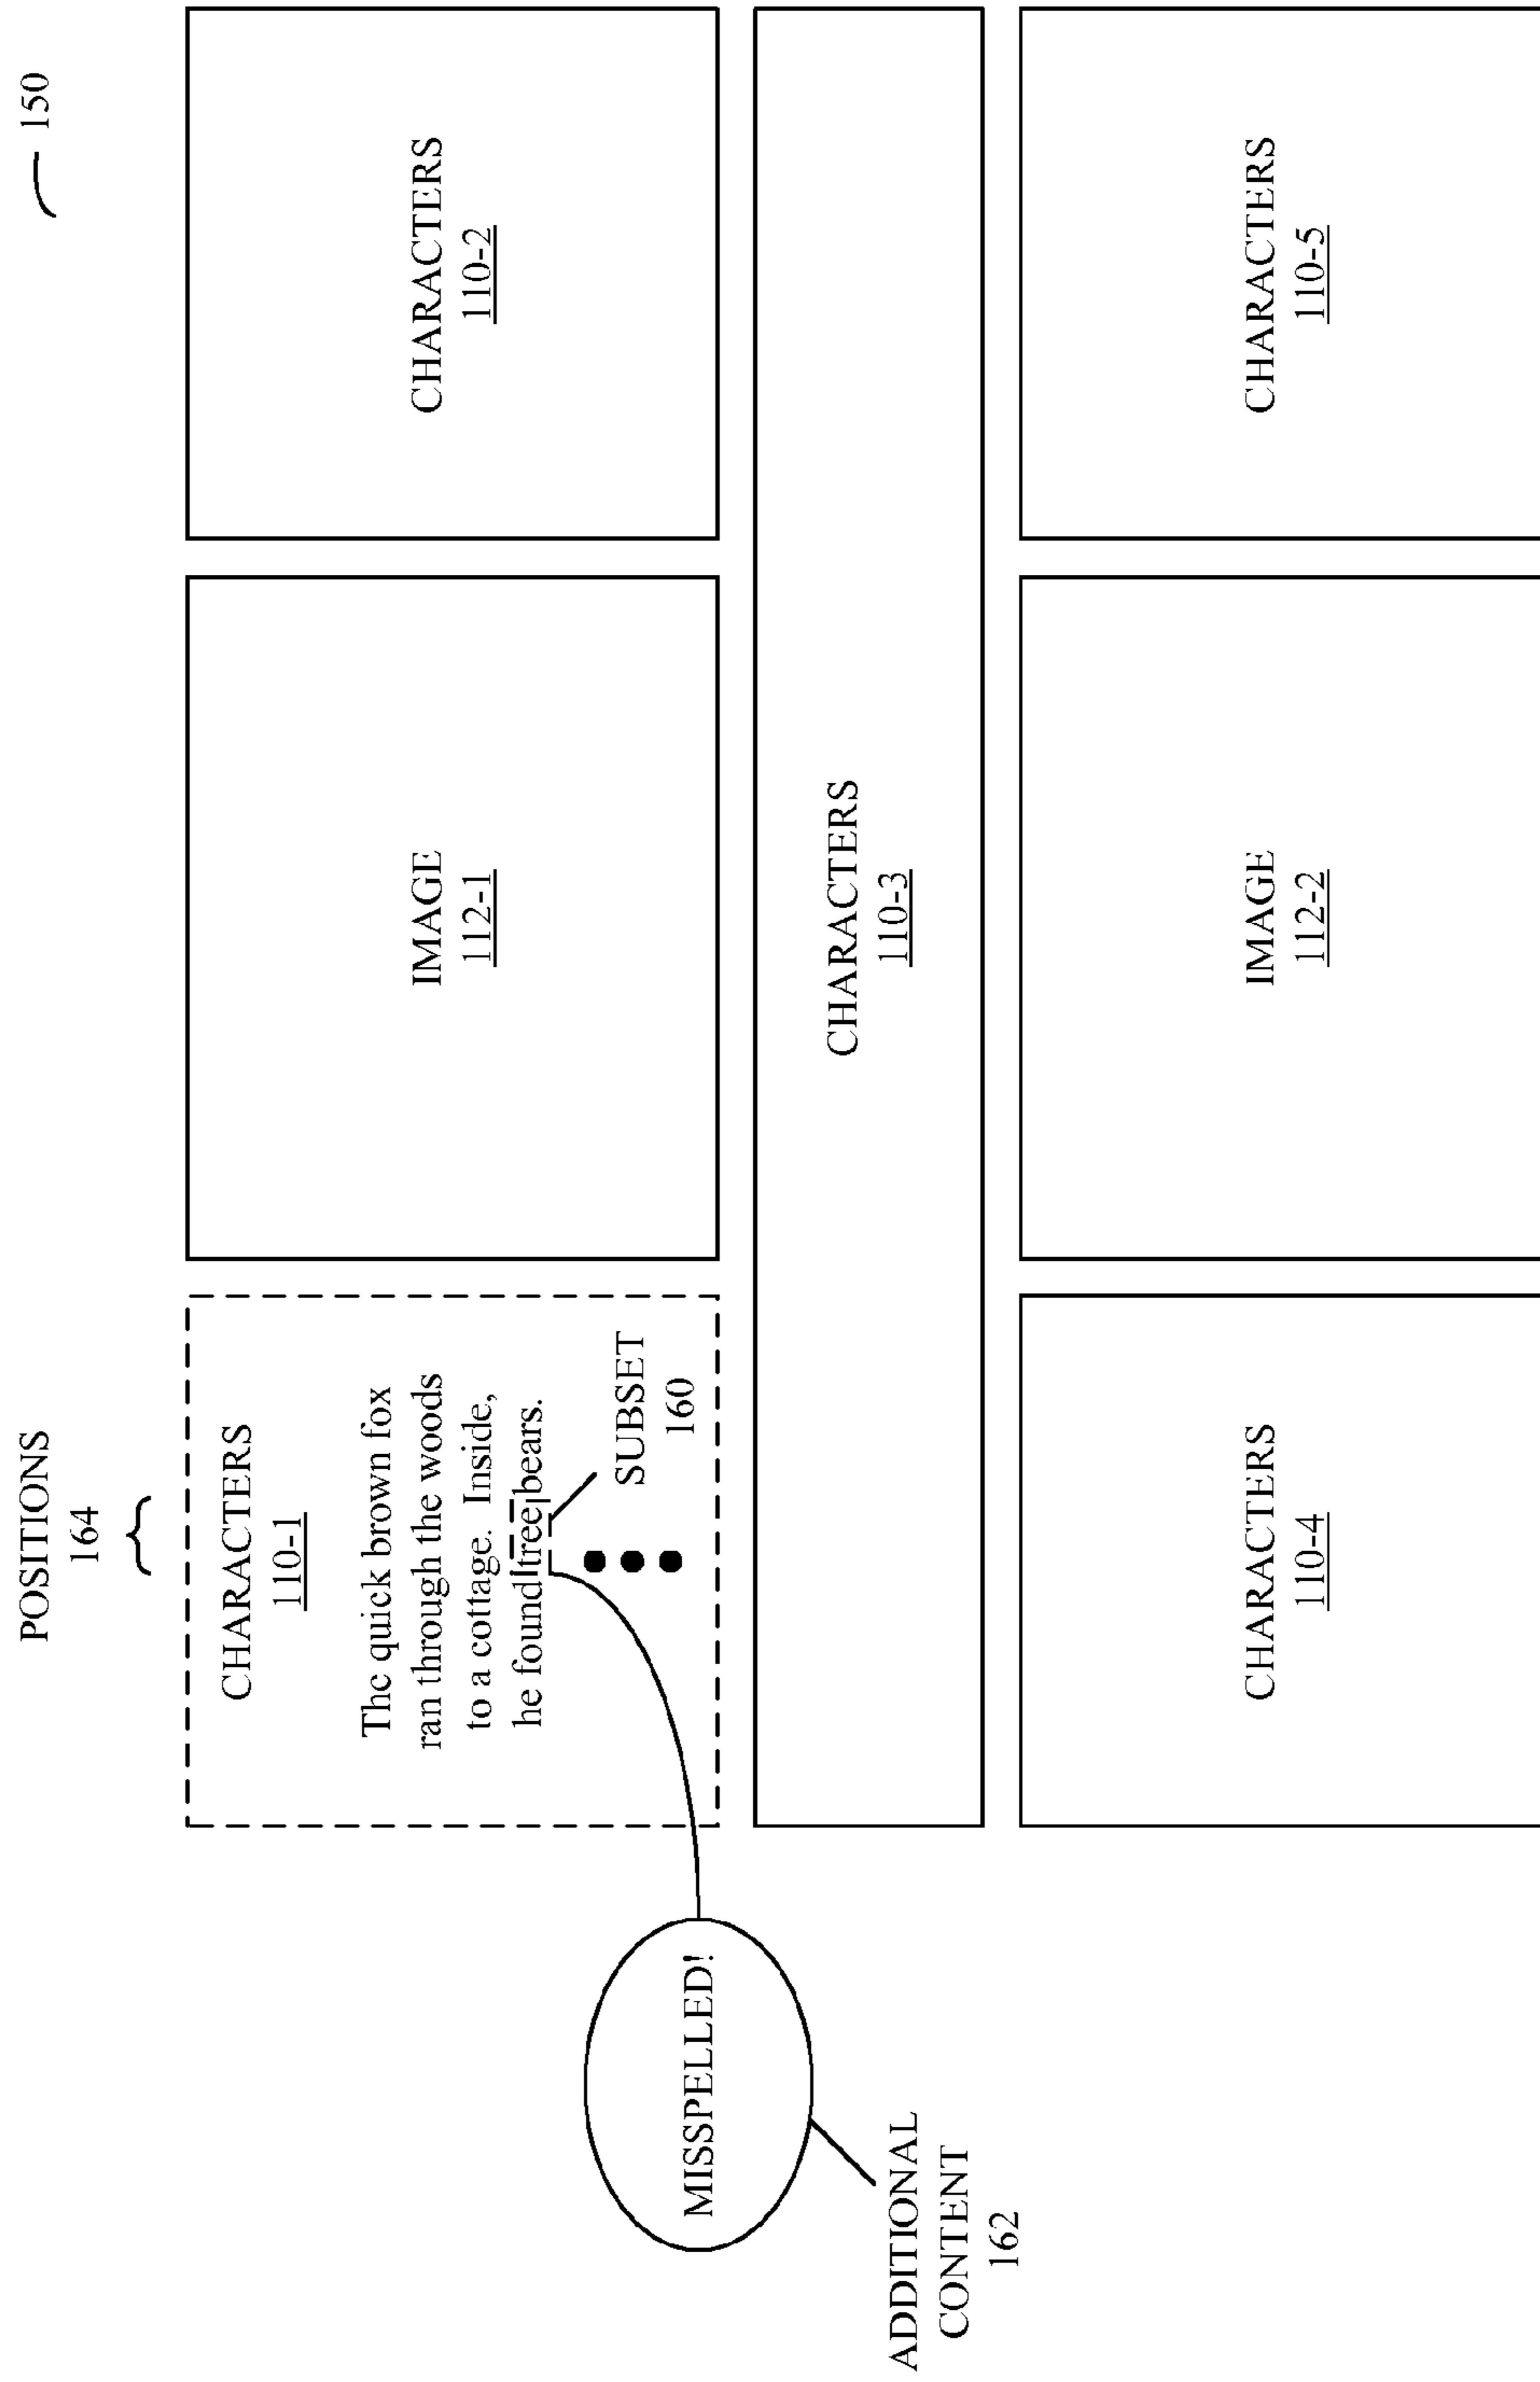 150
POSITIONS
164
CHARACTERS
110-1
The quick brown fox
ran through the woods
to a cottage. Inside,
he found tree bears.
SUBSET
160
IMAGE
112-1
CHARACTERS
110-2
MISSPELLED!
ADDITIONAL
CONTENT
162
CHARACTERS
110-3
CHARACTERS
110-4
IMAGE
112-2
CHARACTERS
110-5